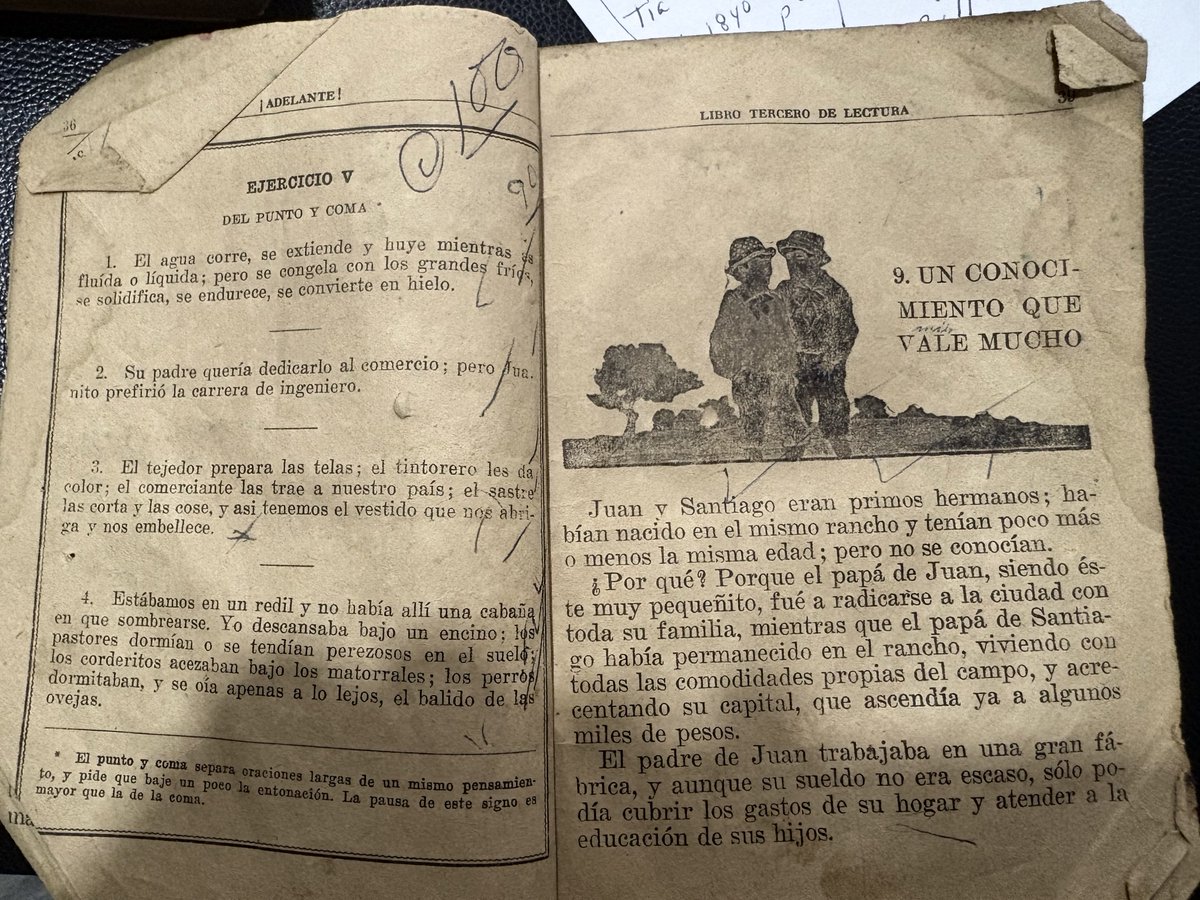 Tia
1840
P
36
¡ADELANTE!
100
90
EJERCICIO V
DEL PUNTO Y COMA *
1. El agua corre, se extiende y huye mientras es
fluída o líquida; pero se congela con los grandes fríos,
se solidifica, se endurece, se convierte en hielo.
2. Su padre quería dedicarlo al comercio; pero Jua-
nito prefirió la carrera de ingeniero.
3. El tejedor prepara las telas; el tintorero les da
color; el comerciante las trae a nuestro país; el sastre
las corta y las cose, y asi tenemos el vestido que nos abri-
ga y nos embellece.
4. Estábamos en un redil y no había allí una cabaña
en que sombrearse. Yo descansaba bajo un encino; los
pastores dormían o se tendían perezosos en el suelo;
los corderitos acezaban bajo los matorrales; los perros
dormitaban, y se oía apenas a lo lejos, el balido de las
ovejas.
* El punto y coma separa oraciones largas de un mismo pensamien-
to, y pide que baje un poco la entonación. La pausa de este signo es
mayor que la de la coma.
ma
LIBRO TERCERO DE LECTURA
39
9. UN CONOCI-
MIENTO QUE
VALE MUCHO
Juan y Santiago eran primos hermanos; ha-
bían nacido en el mismo rancho y tenían poco más
o menos la misma edad; pero no se conocían.
¿Por qué? Porque el papá de Juan, siendo és-
te muy pequeñito, fué a radicarse a la ciudad con
toda su familia, mientras que el papá de Santia-
go había permanecido en el rancho, viviendo con
todas las comodidades propias del campo, y acre-
centando su capital, que ascendía ya a algunos
miles de pesos.
El padre de Juan trabajaba en una gran fá-
brica, y aunque su sueldo no era escaso, sólo po-
día cubrir los gastos de su hogar y atender a la
educación de sus hijos.